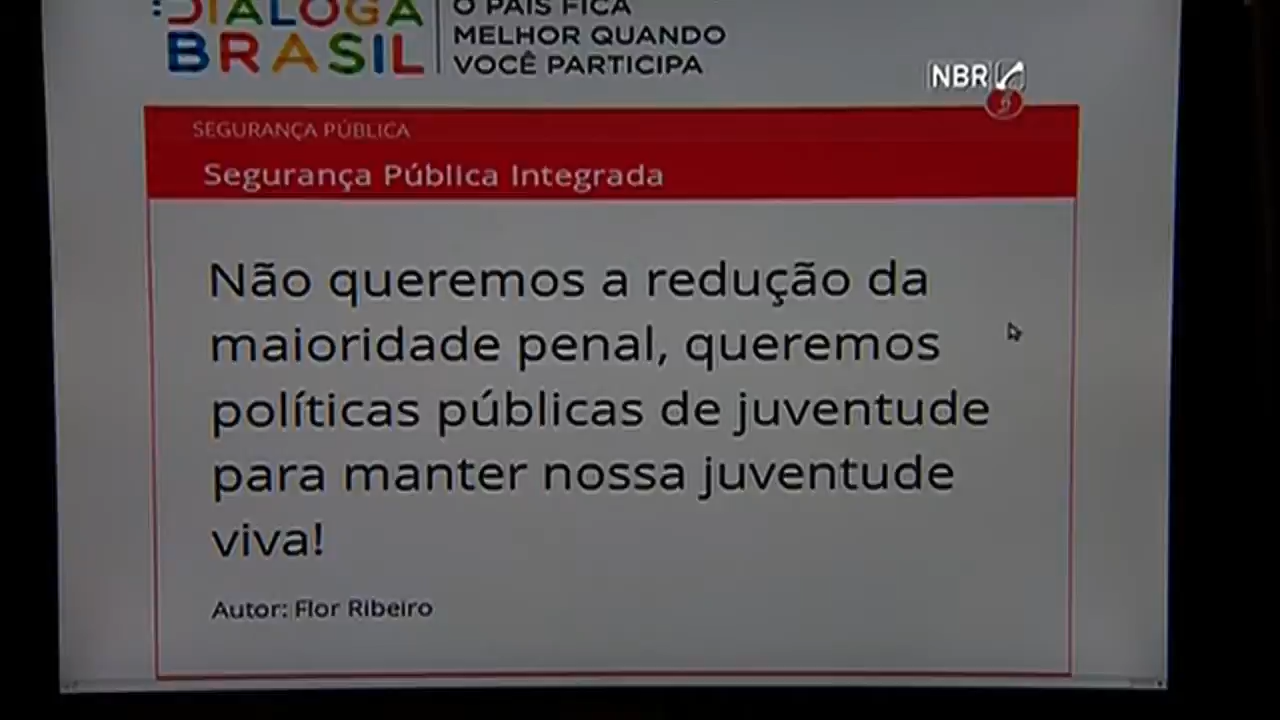 DIALOGA
BRASIL
O PAÍS FICA
MELHOR QUANDO
VOCÊ PARTICIPA
NBR
SEGURANÇA PÚBLICA
Segurança Pública Integrada
Não queremos a redução da
maioridade penal, queremos
políticas públicas de juventude
para manter nossa juventude
viva!
Autor: Flor Ribeiro